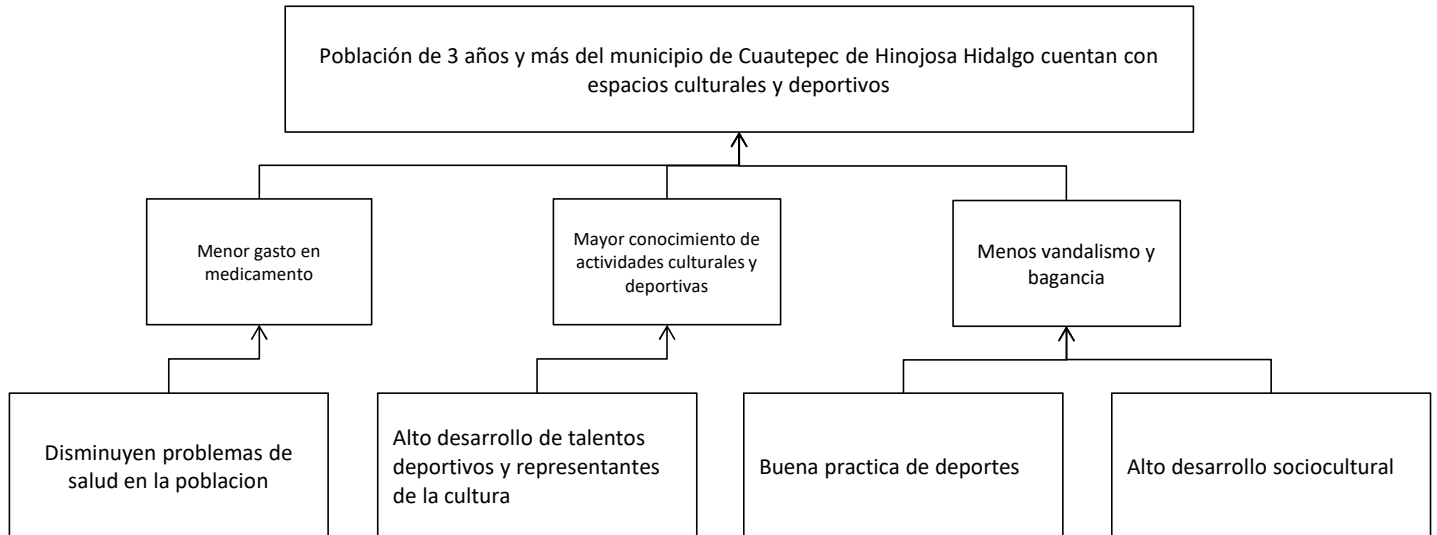 Población de 3 años y más del municipio de Cuautepec de Hinojosa Hidalgo cuentan con
espacios culturales y deportivos
Menor gasto en
medicamento
Mayor conocimiento de
actividades culturales y
deportivas
Menos vandalismo y
bagancia
Disminuyen problemas de
salud en la poblacion
Alto desarrollo de talentos
deportivos y representantes
de la cultura
Buena practica de deportes
Alto desarrollo sociocultural